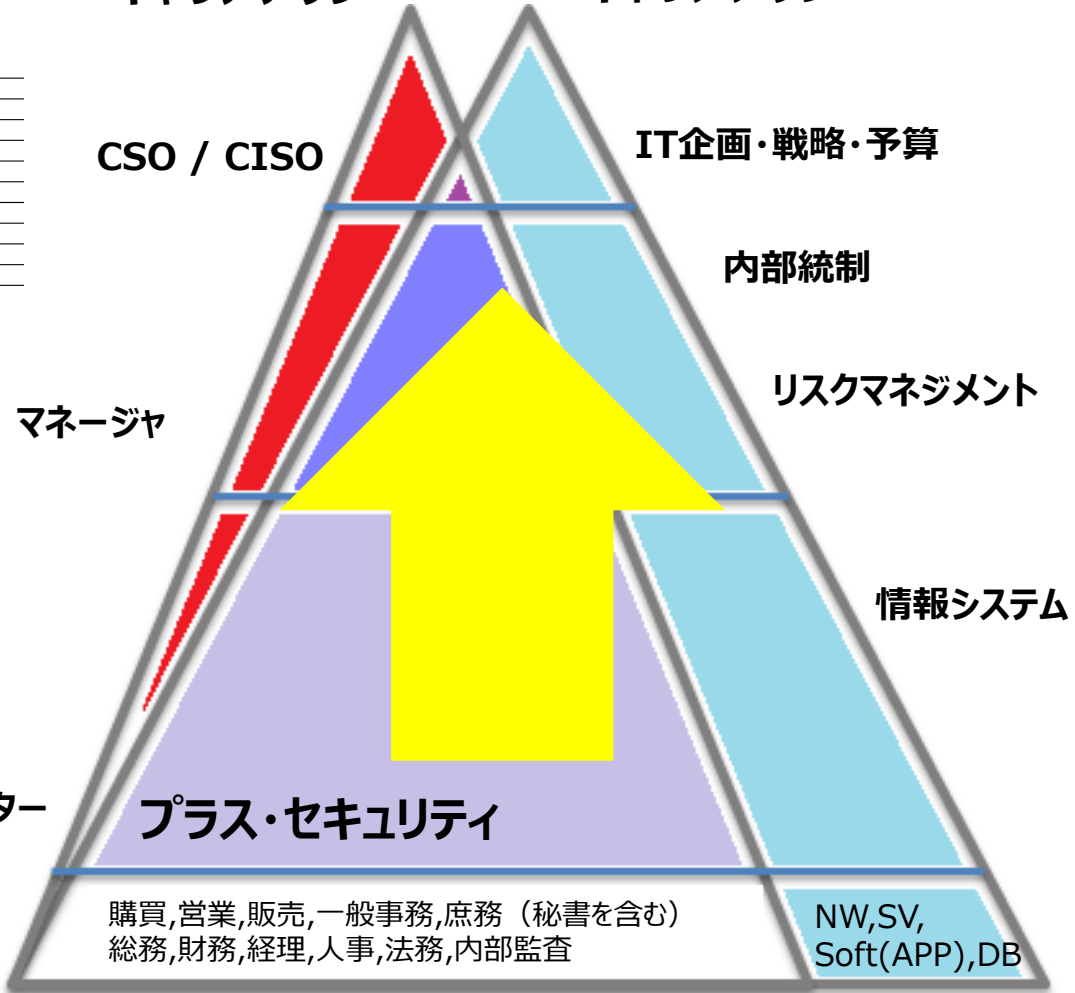 CSO / CISO
IT企画・戦略・予算
内部統制
リスクマネジメント
マネージャ
情報システム
ター
プラス・セキュリティ
購買,営業,販売,一般事務,庶務（秘書を含む）
総務,財務,経理,人事,法務,内部監査
NW,SV,
Soft(APP),DB